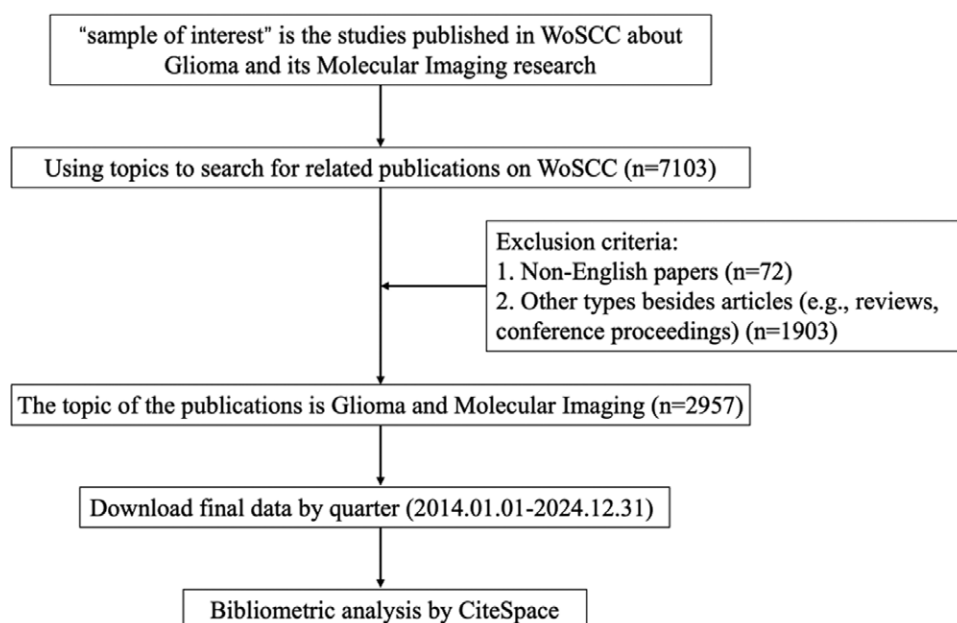 “sample of interest” is the studies published in WoSCC about
Glioma and its Molecular Imaging research
Using topics to search for related publications on WoSCC (n=7103)
Exclusion criteria:
1. Non-English papers (n=72)
2. Other types besides articles (e.g., reviews,
conference proceedings) (n=1903)
The topic of the publications is Glioma and Molecular Imaging (n=2957)
Download final data by quarter (2014.01.01-2024.12.31)
Bibliometric analysis by CiteSpace